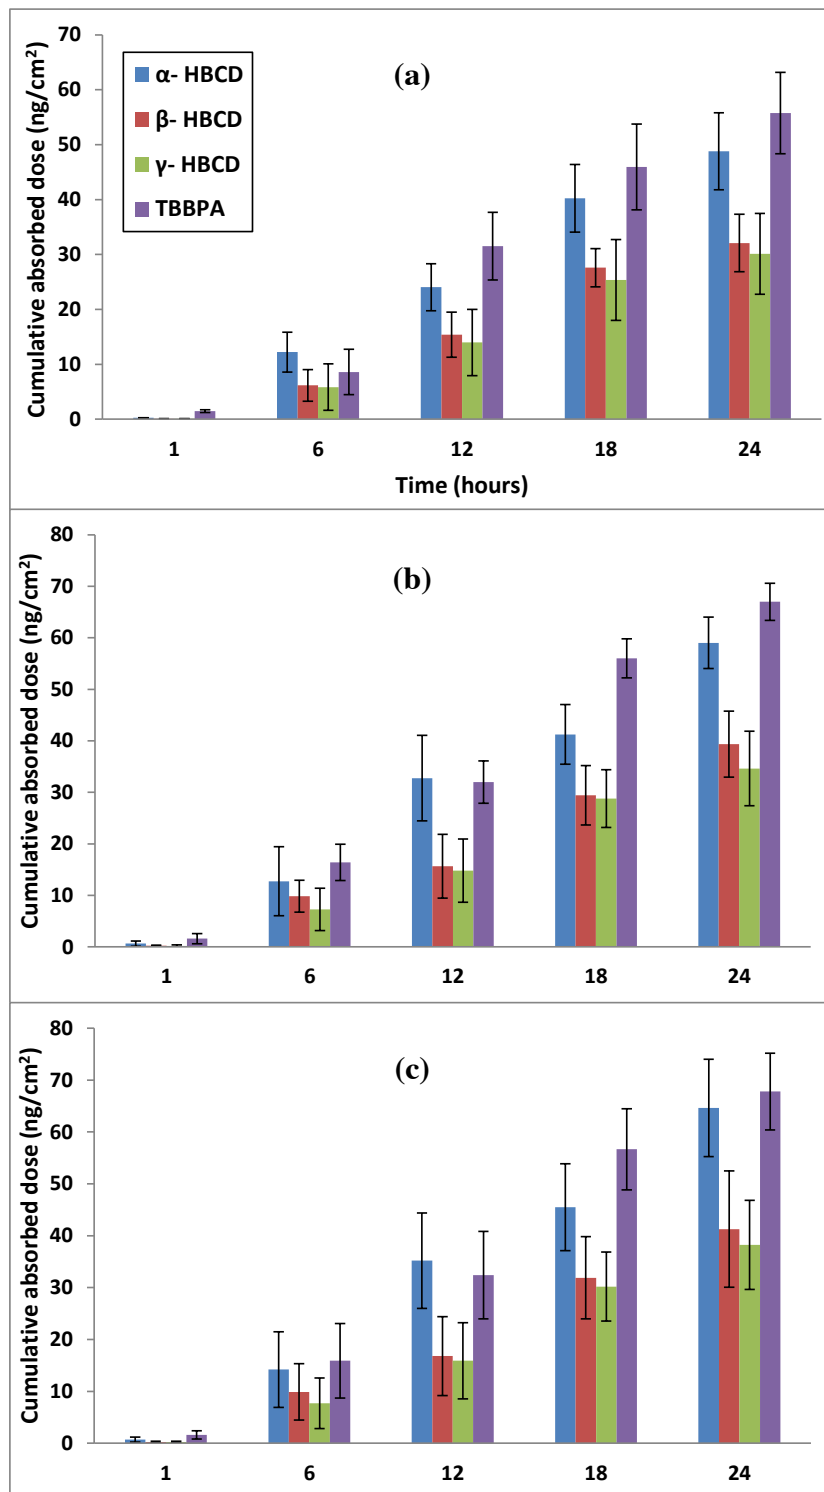 Cumulative absorbed dose (ng/cm²)
70
60
50
40
30
20
10
0
(a)
α- HBCD
β- HBCD
γ- HBCD
TBBPA
1 6 12 18 24
Time (hours)
Cumulative absorbed dose (ng/cm²)
80
70
60
50
40
30
20
10
0
(b)
1 6 12 18 24
Cumulative absorbed dose (ng/cm²)
80
70
60
50
40
30
20
10
0
(c)
1 6 12 18 24